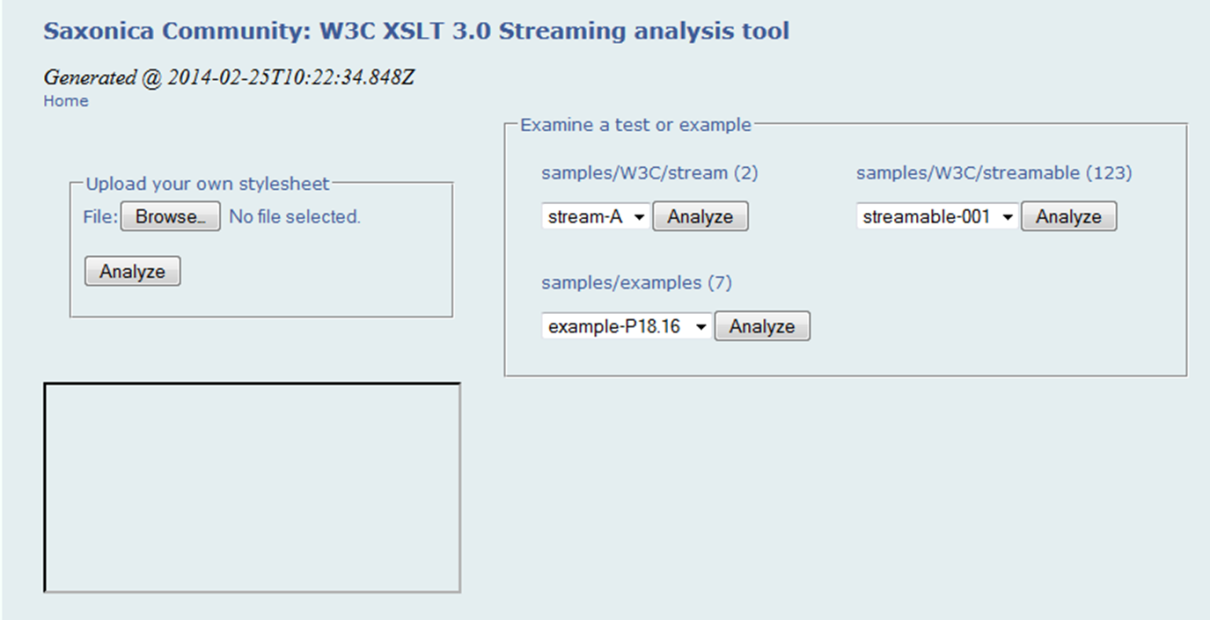 Saxonica Community: W3C XSLT 3.0 Streaming analysis tool
Generated @ 2014-02-25T10:22:34.848Z
Home
Upload your own stylesheet
File: Browse_ No file selected.
Analyze
Examine a test or example
samples/W3C/stream (2)
stream-A Analyze
samples/W3C/streamable (123)
streamable-001 Analyze
samples/examples (7)
example-P18.16 Analyze